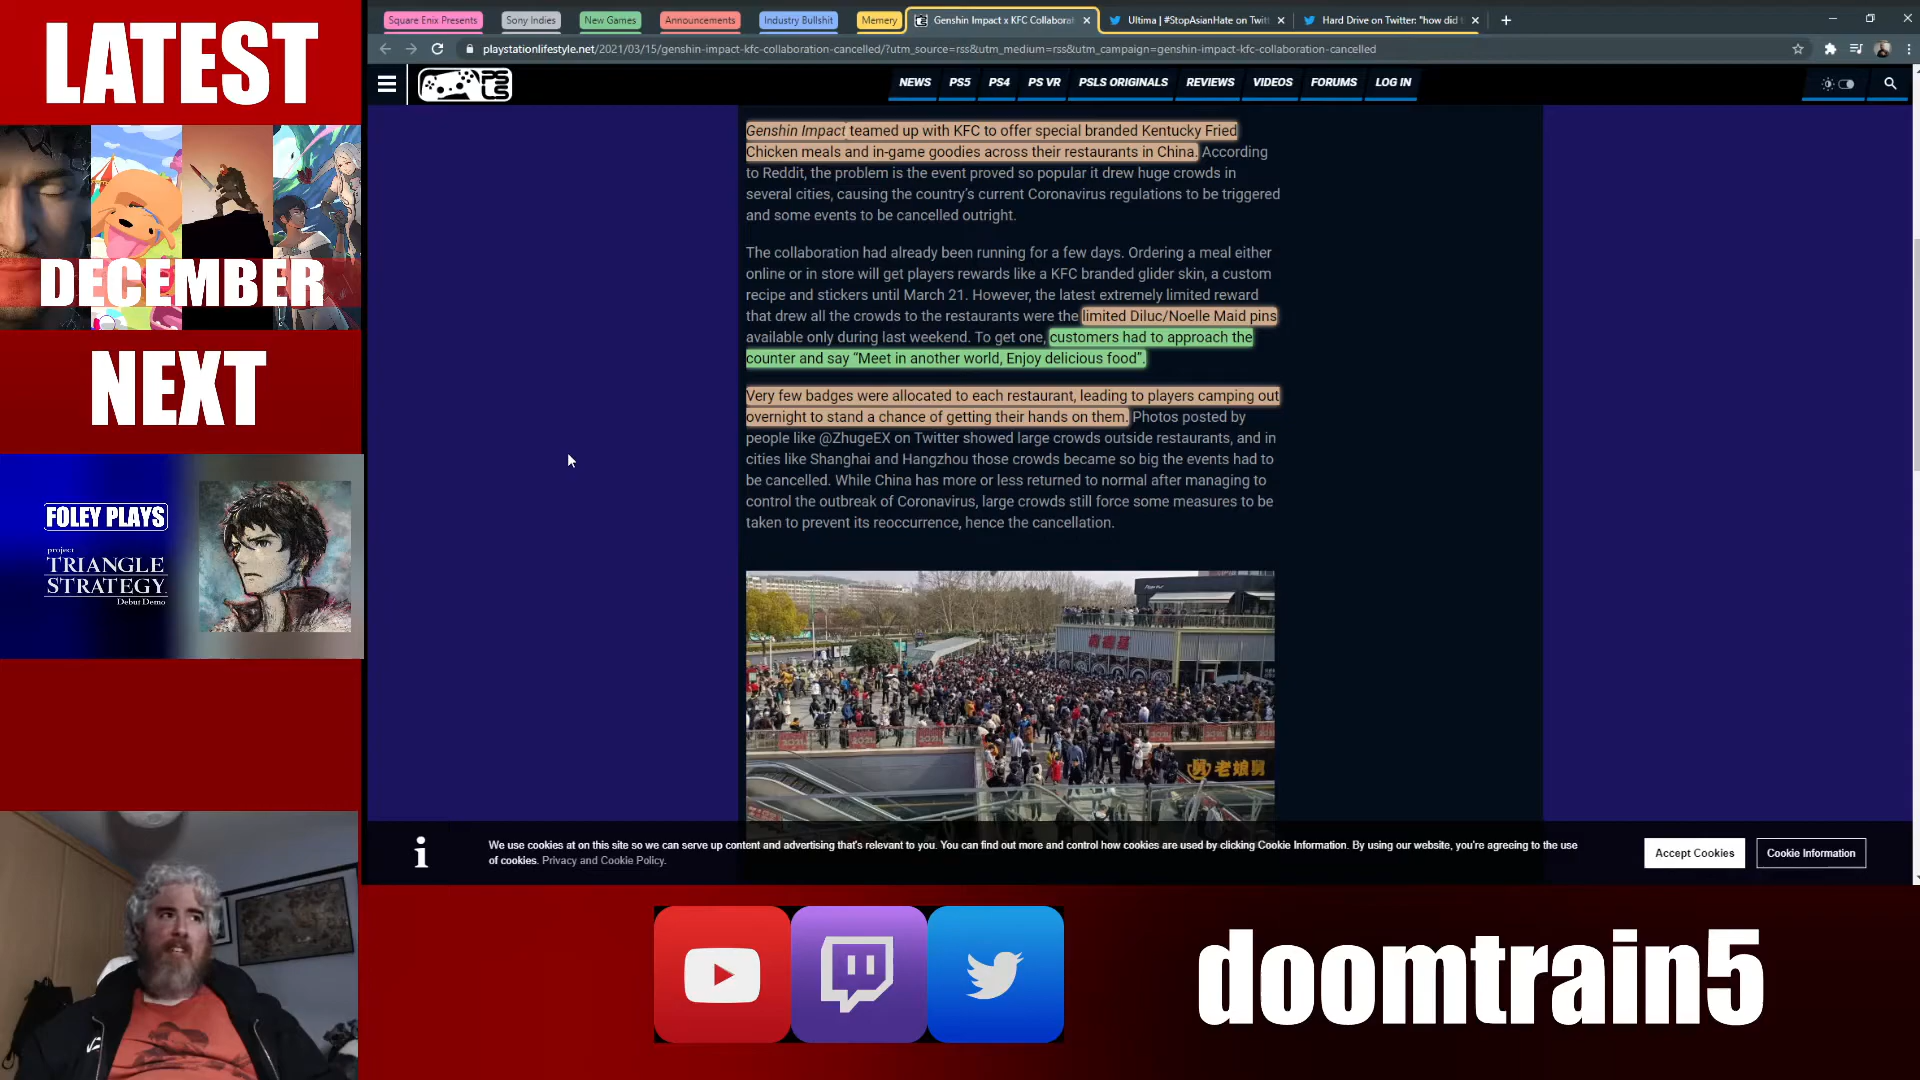 LATEST
DECEMBER
NEXT
FOLEY PLAYS
project
TRIANGLE
STRATEGY
Debut Demo
Square Enix Presents
Sony Indies
New Games
Announcements
Industry Bullshit
Memery
Genshin Impact x KFC Collabora
Ultima | #StopAsianHate on Twitt
Hard Drive on Twitter: "how did t
playstationlifestyle.net/2021/03/15/genshin-impact-kfc-collaboration-cancelled/?utm_source=rss&utm_medium=rss&utm_campaign=genshin-impact-kfc-collaboration-cancelled
PS
LS
NEWS PS5 PS4 PS VR PSLS ORIGINALS REVIEWS VIDEOS FORUMS LOG IN
Genshin Impact teamed up with KFC to offer special branded Kentucky Fried
Chicken meals and in-game goodies across their restaurants in China. According
to Reddit, the problem is the event proved so popular it drew huge crowds in
several cities, causing the country's current Coronavirus regulations to be triggered
and some events to be cancelled outright.
The collaboration had already been running for a few days. Ordering a meal either
online or in store will get players rewards like a KFC branded glider skin, a custom
recipe and stickers until March 21. However, the latest extremely limited reward
that drew all the crowds to the restaurants were the limited Diluc/Noelle Maid pins
available only during last weekend. To get one, customers had to approach the
counter and say “Meet in another world, Enjoy delicious food”.
Very few badges were allocated to each restaurant, leading to players camping out
overnight to stand a chance of getting their hands on them. Photos posted by
people like @ZhugeEX on Twitter showed large crowds outside restaurants, and in
cities like Shanghai and Hangzhou those crowds became so big the events had to
be cancelled. While China has more or less returned to normal after managing to
control the outbreak of Coronavirus, large crowds still force some measures to be
taken to prevent its reoccurrence, hence the cancellation.
老娘舅
We use cookies at on this site so we can serve up content and advertising that's relevant to you. You can find out more and control how cookies are used by clicking Cookie Information. By using our website, you're agreeing to the use
of cookies. Privacy and Cookie Policy.
Accept Cookies
Cookie Information
doomtrain5